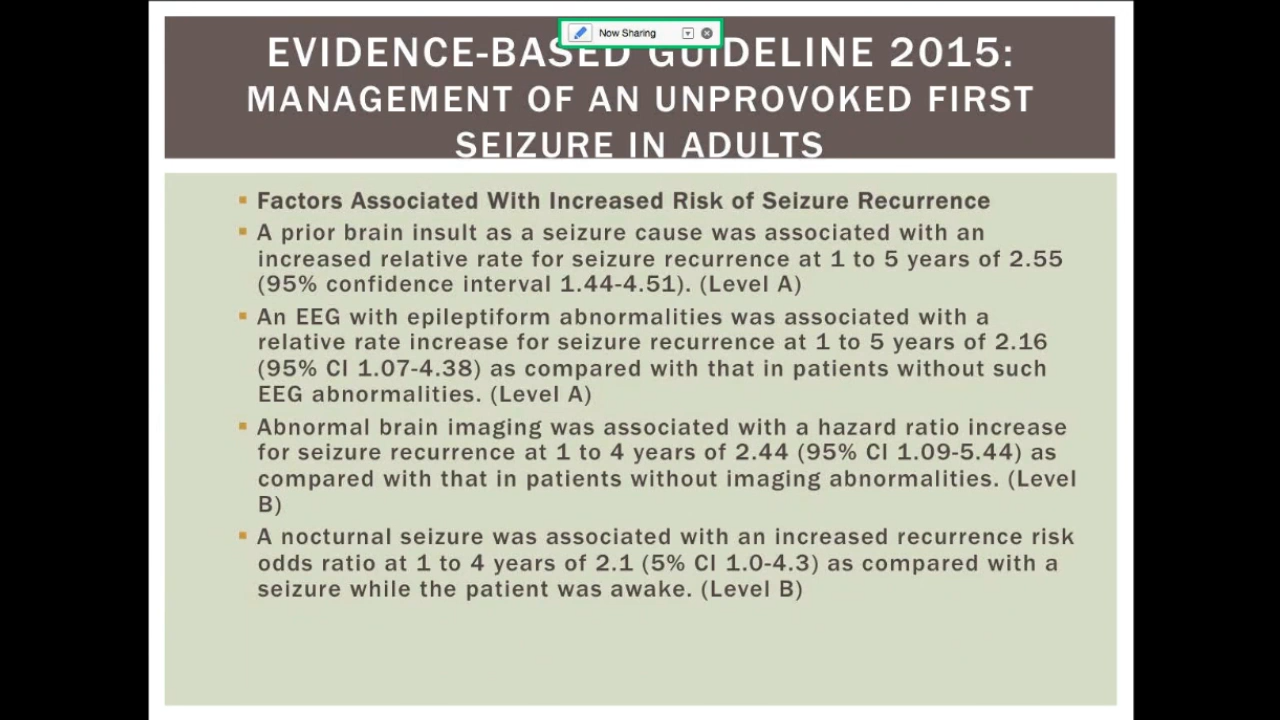 Now Sharing
EVIDENCE-BASED GUIDELINE 2015:
MANAGEMENT OF AN UNPROVOKED FIRST
SEIZURE IN ADULTS
Factors Associated With Increased Risk of Seizure Recurrence
A prior brain insult as a seizure cause was associated with an
increased relative rate for seizure recurrence at 1 to 5 years of 2.55
(95% confidence interval 1.44-4.51). (Level A)
An EEG with epileptiform abnormalities was associated with a
relative rate increase for seizure recurrence at 1 to 5 years of 2.16
(95% CI 1.07-4.38) as compared with that in patients without such
EEG abnormalities. (Level A)
Abnormal brain imaging was associated with a hazard ratio increase
for seizure recurrence at 1 to 4 years of 2.44 (95% CI 1.09-5.44) as
compared with that in patients without imaging abnormalities. (Level
B)
A nocturnal seizure was associated with an increased recurrence risk
odds ratio at 1 to 4 years of 2.1 (5% CI 1.0-4.3) as compared with a
seizure while the patient was awake. (Level B)